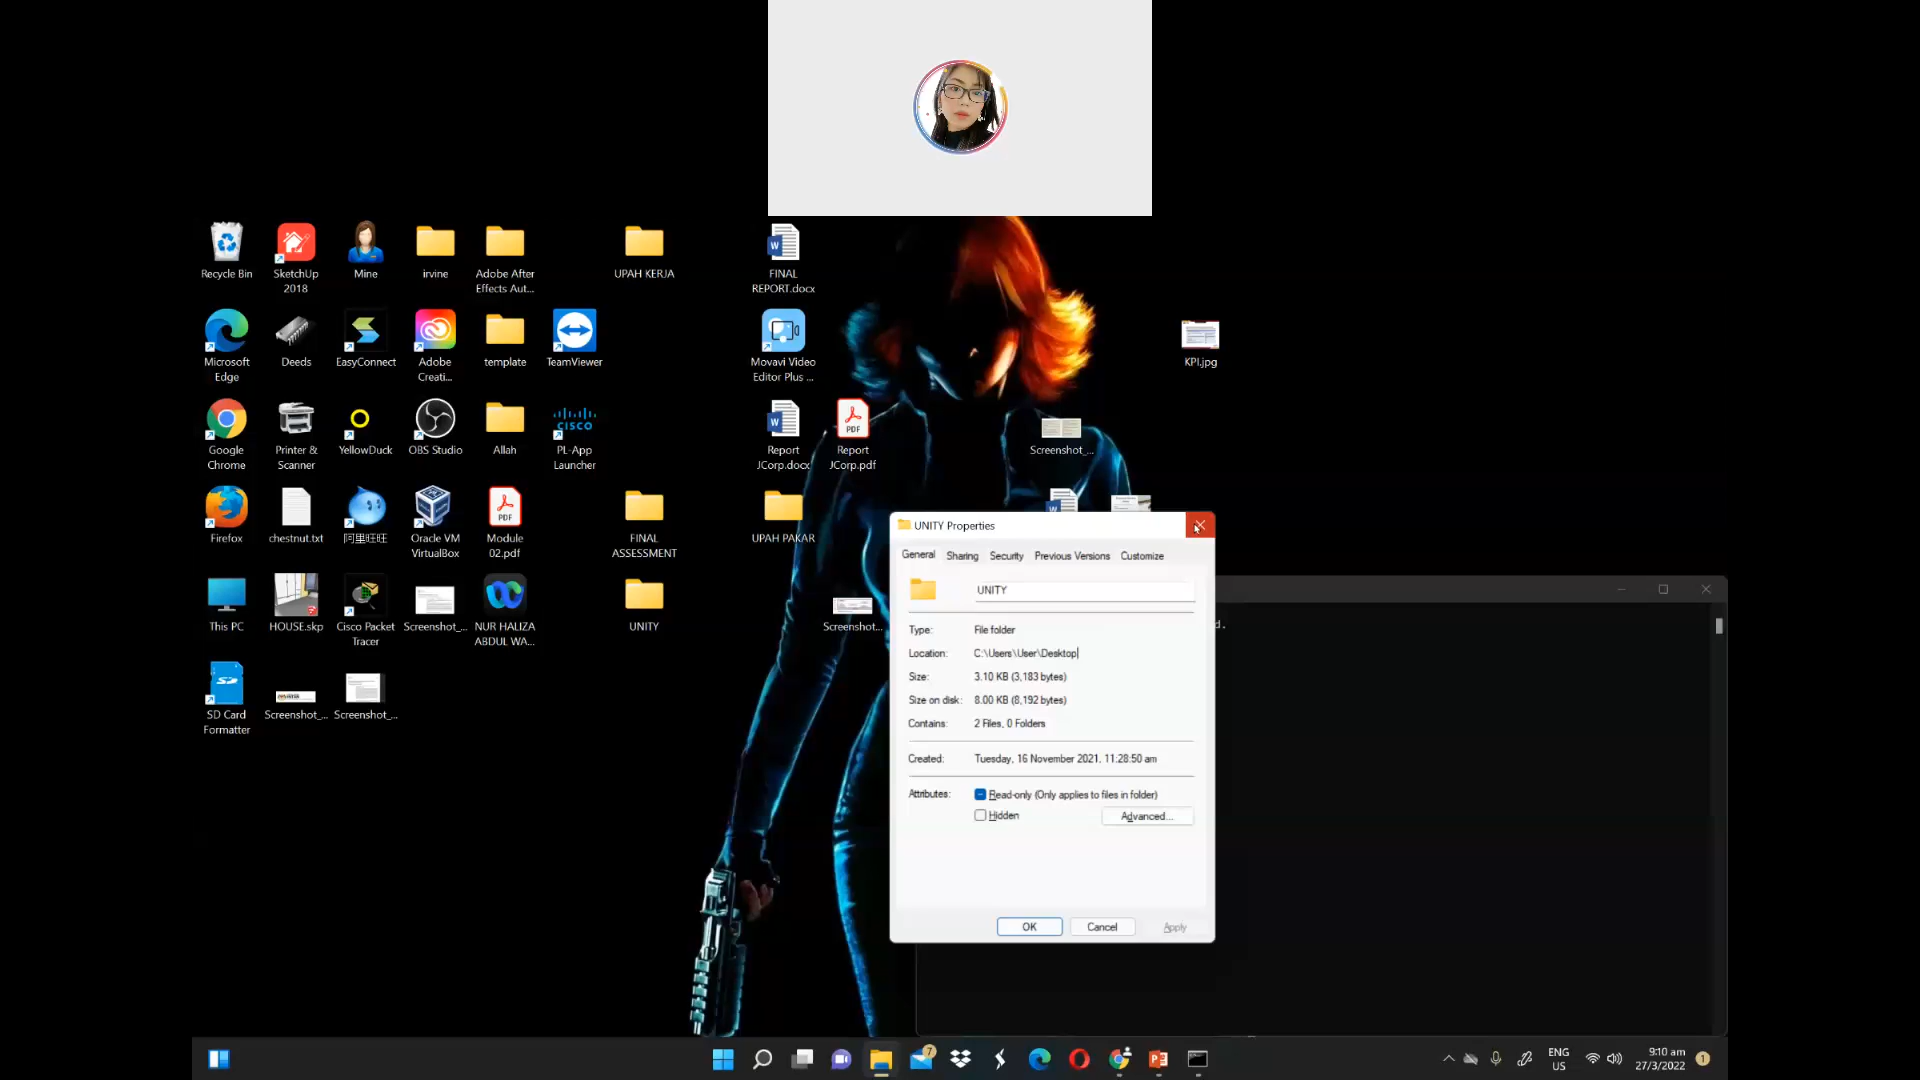 Recycle Bin
SketchUp
2018
Mine
irvine
Adobe After
Effects Aut...
UPAH KERJA
FINAL
REPORT.docx
Microsoft
Edge
Deeds
EasyConnect
Adobe
Creati...
template
TeamViewer
Movavi Video
Editor Plus ...
KPI.jpg
Google
Chrome
Printer &
Scanner
YellowDuck
OBS Studio
Allah
CISCO
PL-App
Launcher
Report
JCorp.docx
PDF
Report
JCorp.pdf
Screenshot_...
Firefox
chestnut.txt
阿里旺旺
Oracle VM
VirtualBox
PDF
Module
02.pdf
FINAL
ASSESSMENT
UPAH PAKAR
This PC
HOUSE.skp
Cisco Packet
Tracer
Screenshot_...
NUR HALIZA
ABDUL WA...
UNITY
Screenshot...
SD Card
Formatter
Screenshot_...
Screenshot_...
UNITY Properties
General Sharing Security Previous Versions Customize
UNITY
Type: File folder
Location: C:\Users\User\Desktop
Size: 3.10 KB (3,183 bytes)
Size on disk: 8.00 KB (8,192 bytes)
Contains: 2 Files, 0 Folders
Created: Tuesday, 16 November 2021, 11:28:50 am
Attributes: Read-only (Only applies to files in folder)
Hidden
Advanced...
OK Cancel Apply
d.
7
ENG
US
9:10 am
27/3/2022
1